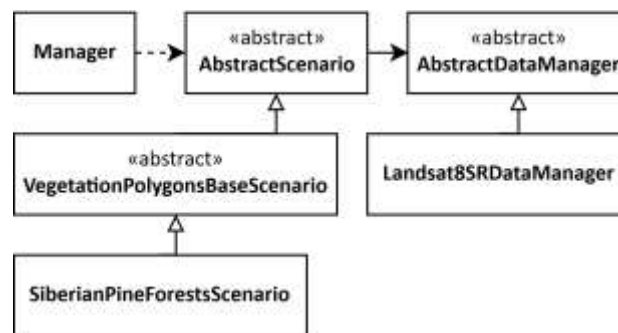 Manager
«abstract»
AbstractScenario
«abstract»
AbstractDataManager
«abstract»
VegetationPolygonsBaseScenario
Landsat8SRDataManager
SiberianPineForestsScenario